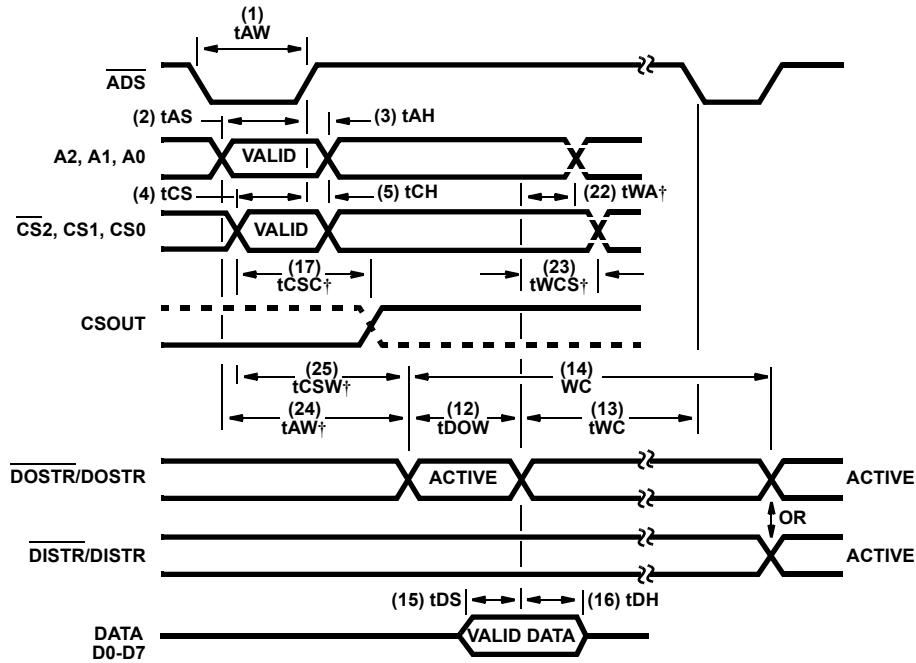 (1)
tAW
ADS
(2) tAS
(3) tAH
A2, A1, A0
VALID
(4) tCS
(5) tCH
(22) tWA†
CS2, CS1, CS0
VALID
(17)
tCSC†
(23)
tWCS†
CSOUT
(25)
tCSW†
(14)
WC
(24)
tAW†
(12)
tDOW
(13)
tWC
DOSTR/DOSTR
ACTIVE
ACTIVE
OR
DISTR/DISTR
ACTIVE
(15) tDS
(16) tDH
DATA
D0-D7
VALID DATA